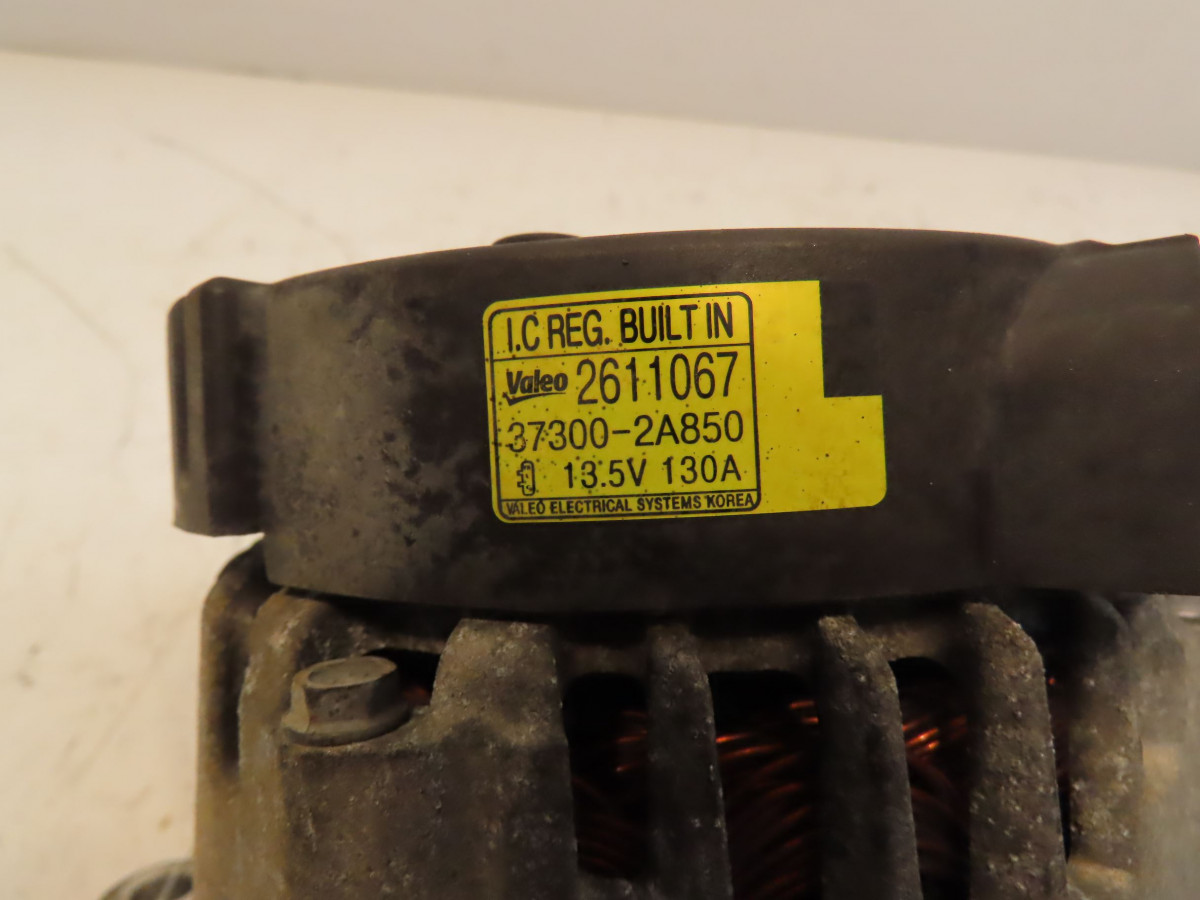 I.C REG. BUILT IN
Valeo 2611067
37300-2A850
13.5V 130A
VALEO ELECTRICAL SYSTEMS KOREA